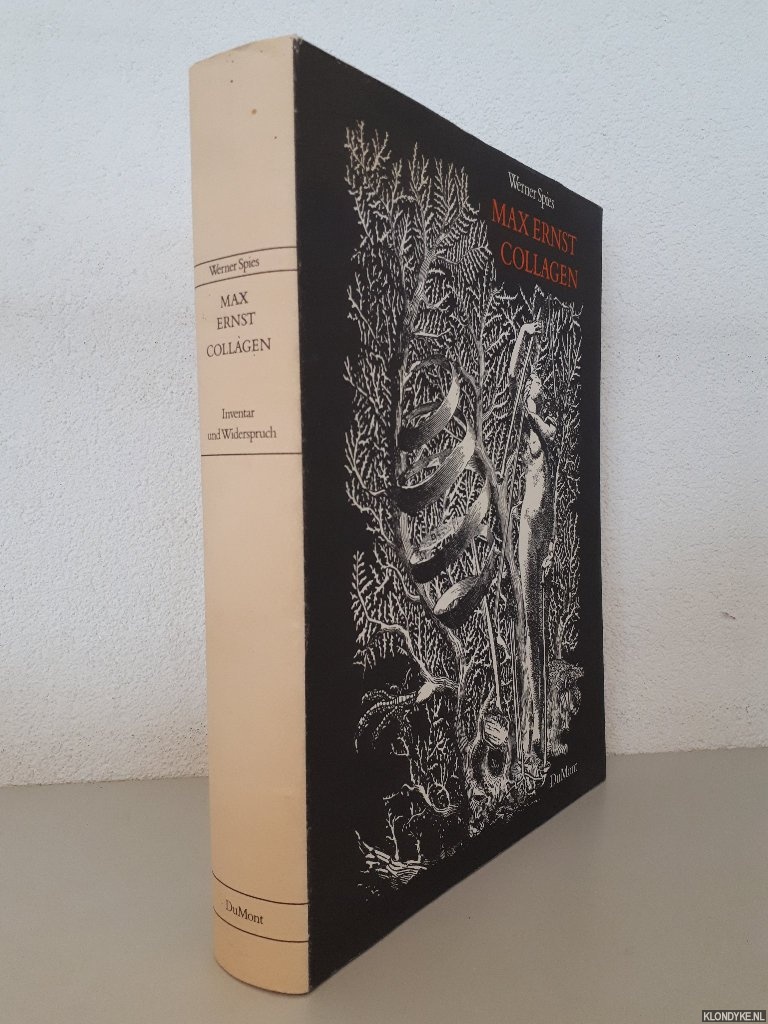 Werner Spies
MAX
ERNST
COLLAGEN
Inventar
und Widerspruch
DuMont
Werner Spies
MAX ERNST
COLLAGEN
DuMont
KLONDYKE.NL